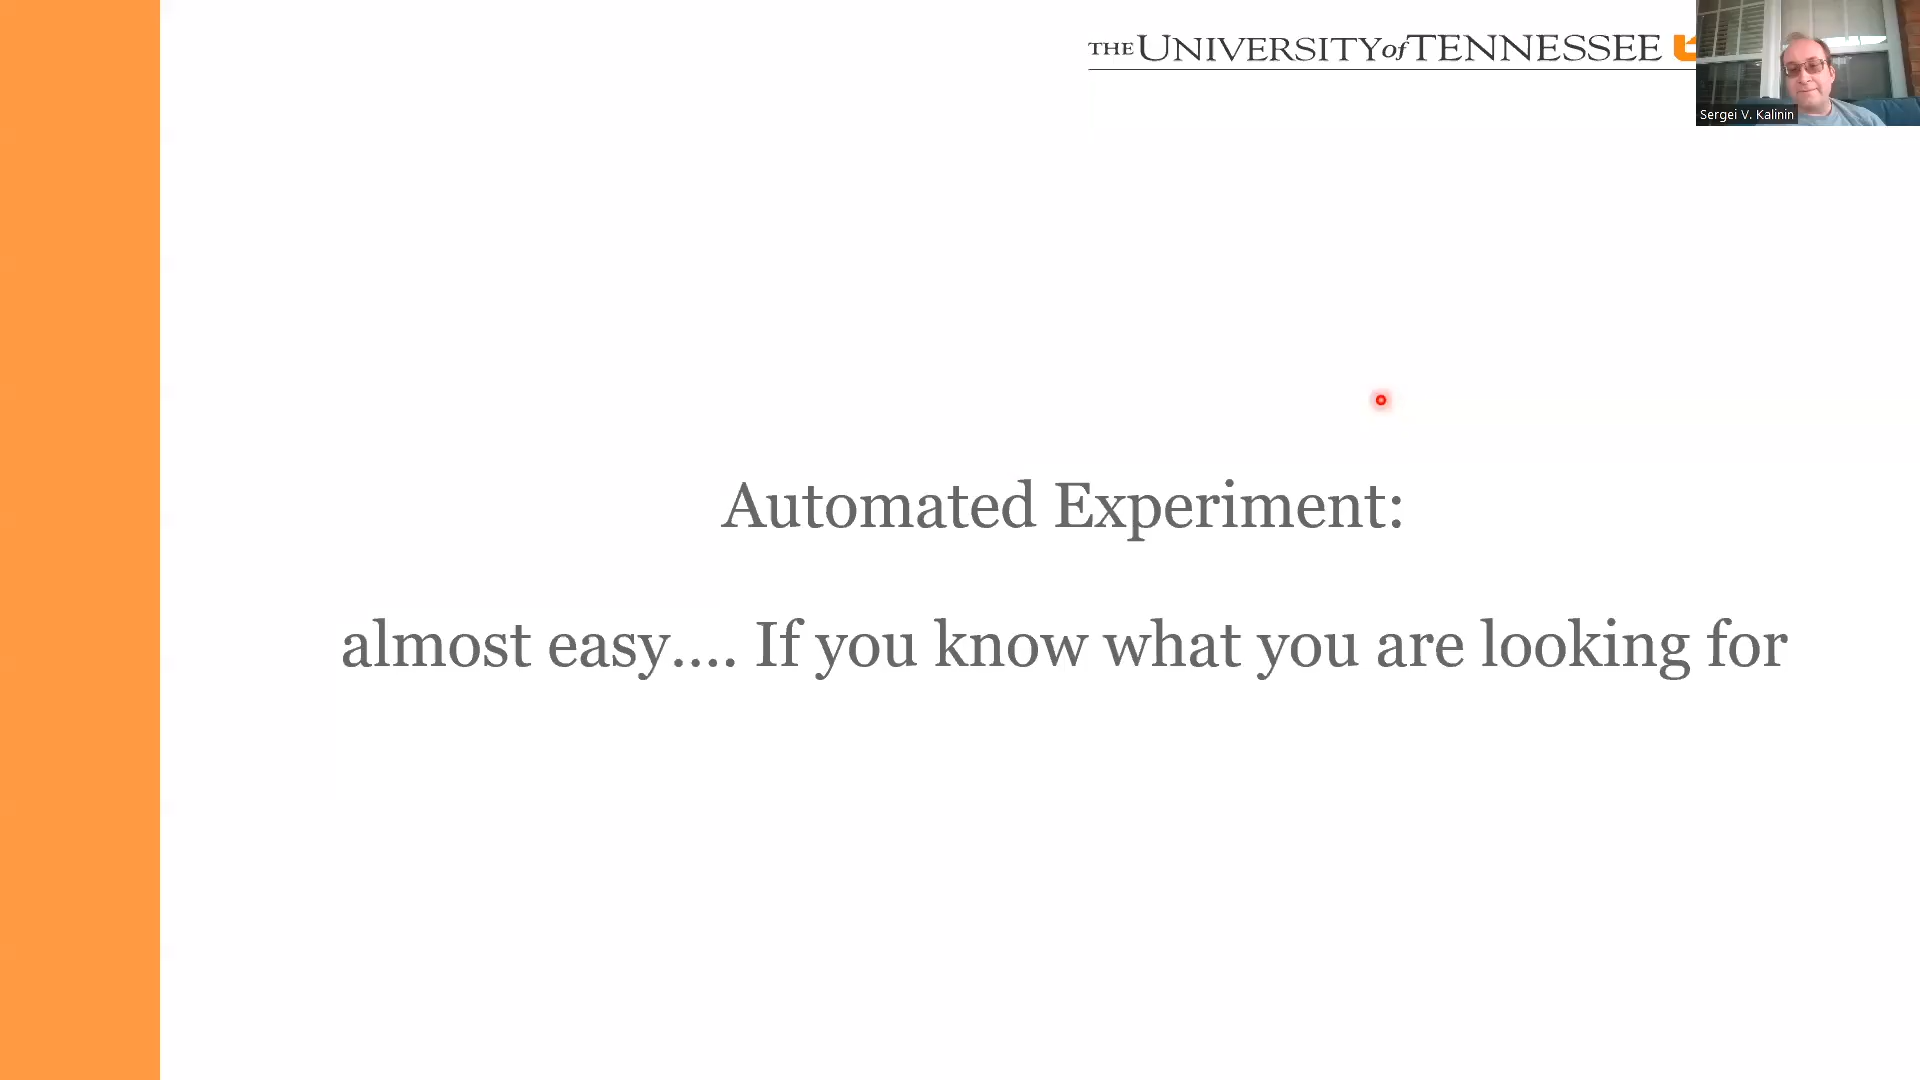 THE UNIVERSITY of TENNESSEE
Sergei V. Kalinin
Automated Experiment:
almost easy.... If you know what you are looking for